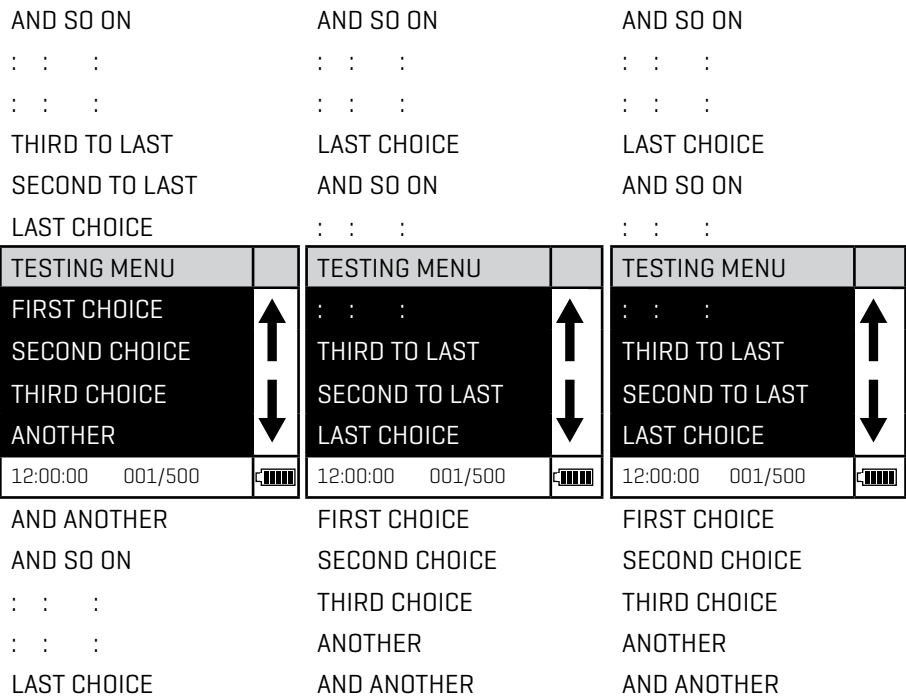 AND SO ON
: : :
: : :
THIRD TO LAST
SECOND TO LAST
LAST CHOICE
TESTING MENU
FIRST CHOICE
SECOND CHOICE
THIRD CHOICE
ANOTHER
12:00:00 001/500
AND ANOTHER
AND SO ON
: : :
: : :
LAST CHOICE
AND SO ON
: : :
: : :
LAST CHOICE
AND SO ON
: : :
TESTING MENU
: : :
THIRD TO LAST
SECOND TO LAST
LAST CHOICE
12:00:00 001/500
FIRST CHOICE
SECOND CHOICE
THIRD CHOICE
ANOTHER
AND ANOTHER
AND SO ON
: : :
: : :
LAST CHOICE
AND SO ON
: : :
TESTING MENU
: : :
THIRD TO LAST
SECOND TO LAST
LAST CHOICE
12:00:00 001/500
FIRST CHOICE
SECOND CHOICE
THIRD CHOICE
ANOTHER
AND ANOTHER